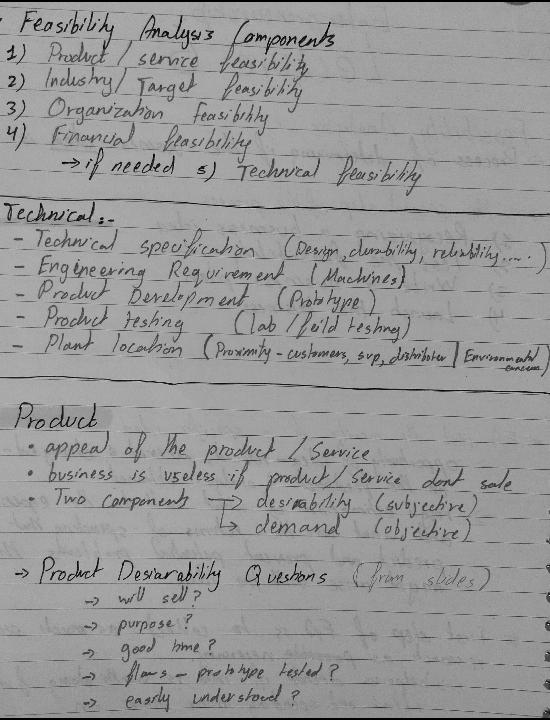 • Feasibility Analysis Components
1) Product / service feasibility
2) Industry / Target feasibility
3) Organization Feasibility
4) Financial feasibility
→ if needed 5) Technical feasibility
Technical:-
- Technical specification (Design, durability, reliability.....)
- Engineering Requirement (Machines)
- Product Development (Prototype)
- Product testing (lab / feild testing)
- Plant location (Proximity - customers, sup, distributer | Environmental
concerns)
Product
• appeal of the product / Service
• business is useless if product / Service dont sale
• Two components → desirability (subjective)
↳ demand (objective)
→ Product Desiarability Questions (from slides)
→ will sell?
→ purpose?
→ good time?
→ flaws - prototype tested?
→ easily understood?